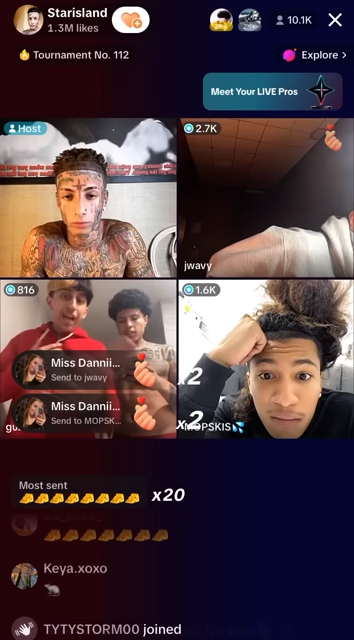 Starisland
1.3M likes
10.1K
Tournament No. 112
Explore >
Meet Your LIVE Pros
Host
2.7K
jwavy
816
1.6K
Miss Dannii...
Send to jwavy
x2
Miss Dannii...
Send to MOPSK...
x2
MOPSKIS💦
Most sent
x20
Keya.xoxo
TYTYSTORM00 joined